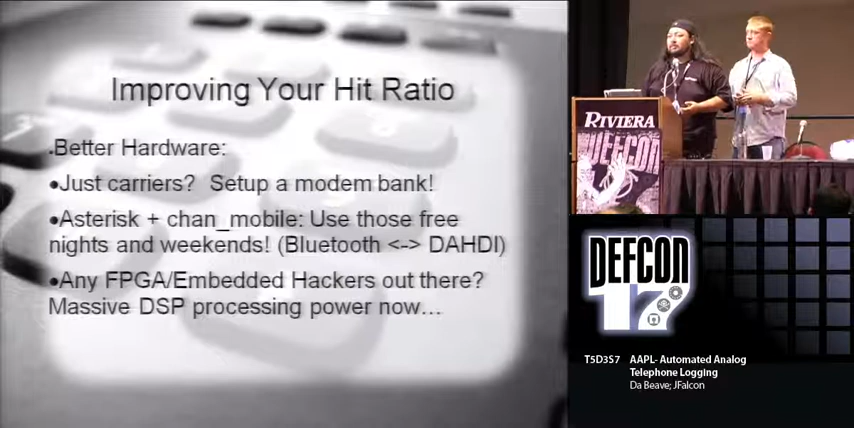 Improving Your Hit Ratio
.Better Hardware:
•Just carriers? Setup a modem bank!
•Asterisk + chan_mobile: Use those free
nights and weekends! (Bluetooth <-> DAHDI)
•Any FPGA/Embedded Hackers out there?
Massive DSP processing power now…
RIVIERA
DEFCON
DEFCON
17
T5D3S7 AAPL- Automated Analog
Telephone Logging
Da Beave; JFalcon